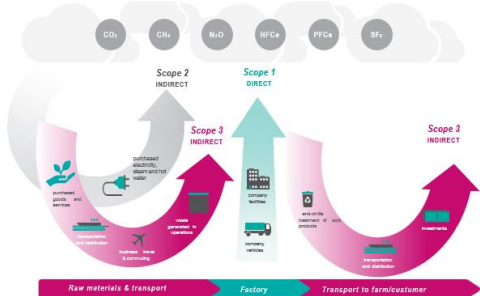 CO₂ CH₄ N₂O HFCs PFCs SF₆
Scope 2
INDIRECT
Scope 1
DIRECT
Scope 3
INDIRECT
Scope 3
INDIRECT
purchased
goods and
services
purchased
electricity,
steam and hot
water
transportation
and distribution
business travel
& commuting
waste
generated in
operations
company
facilities
company
vehicles
end-of-life
treatment of sold
products
transportation
and distribution
investments
Raw materials & transport
Factory
Transport to farm/custumer